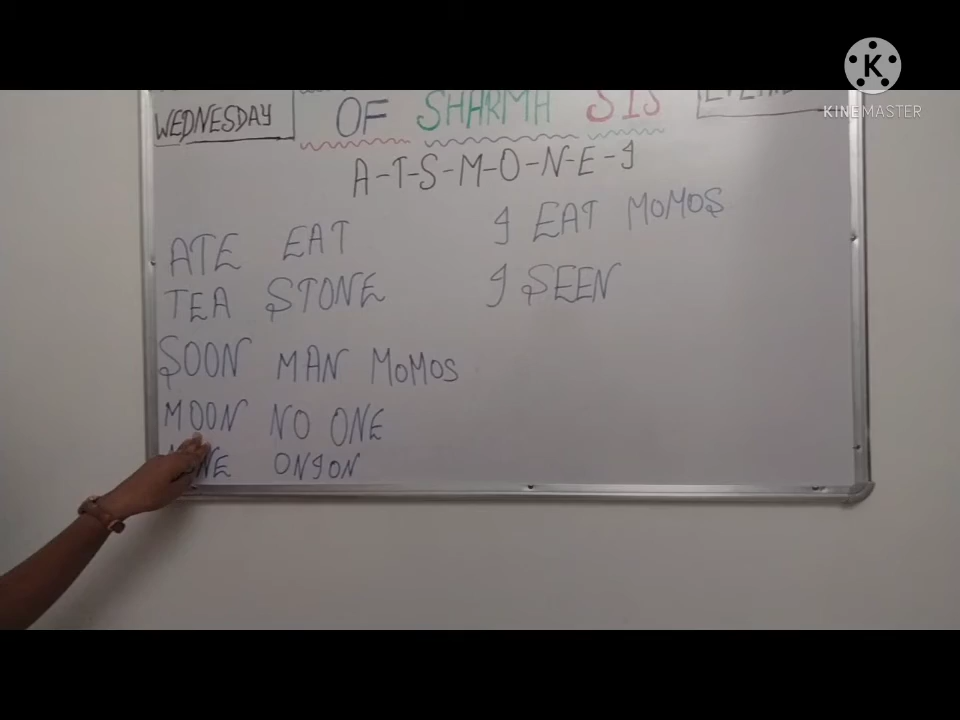 K
KINEMASTER
WEDNESDAY
OF SHARMA SIS
A-T-S-M-O-N-E-I
ATE EAT
I EAT MOMOS
TEA STONE
I SEEN
SOON MAN MOMOS
MOON NO ONE
ONION